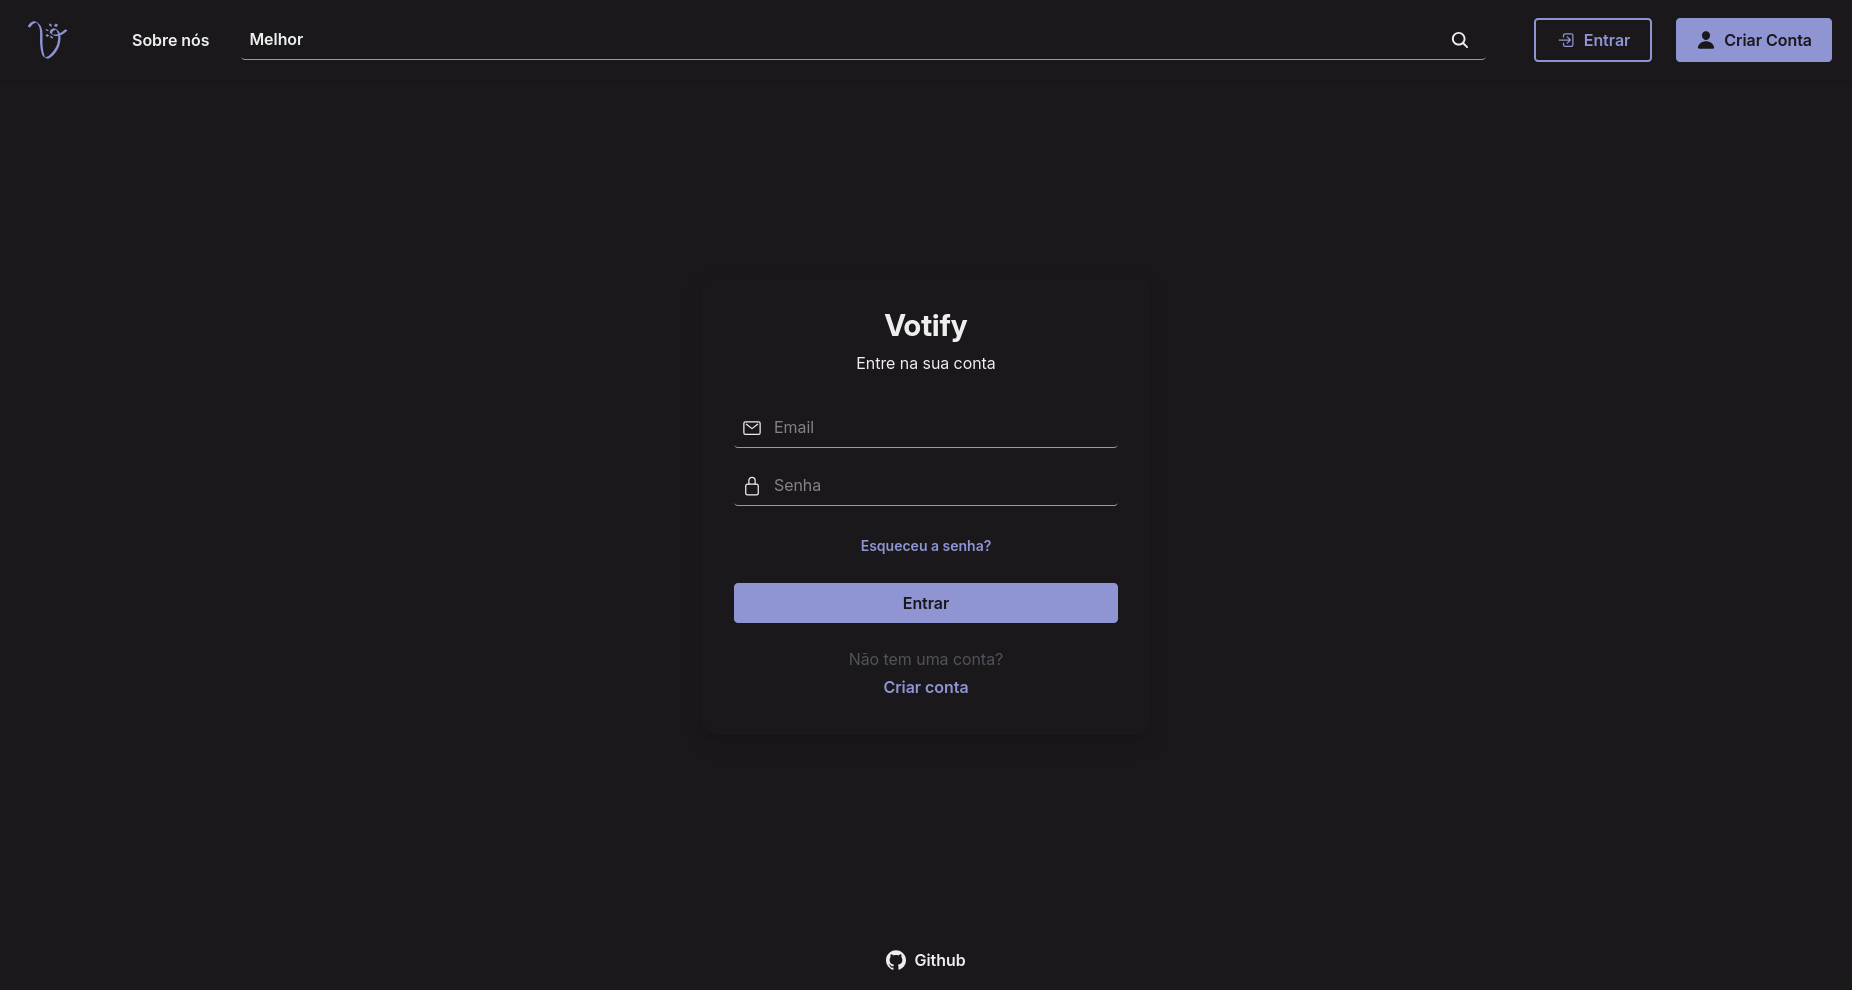 Sobre nós
Melhor
Entrar
Criar Conta
Votify
Entre na sua conta
Email
Senha
Esqueceu a senha?
Entrar
Não tem uma conta?
Criar conta
Github